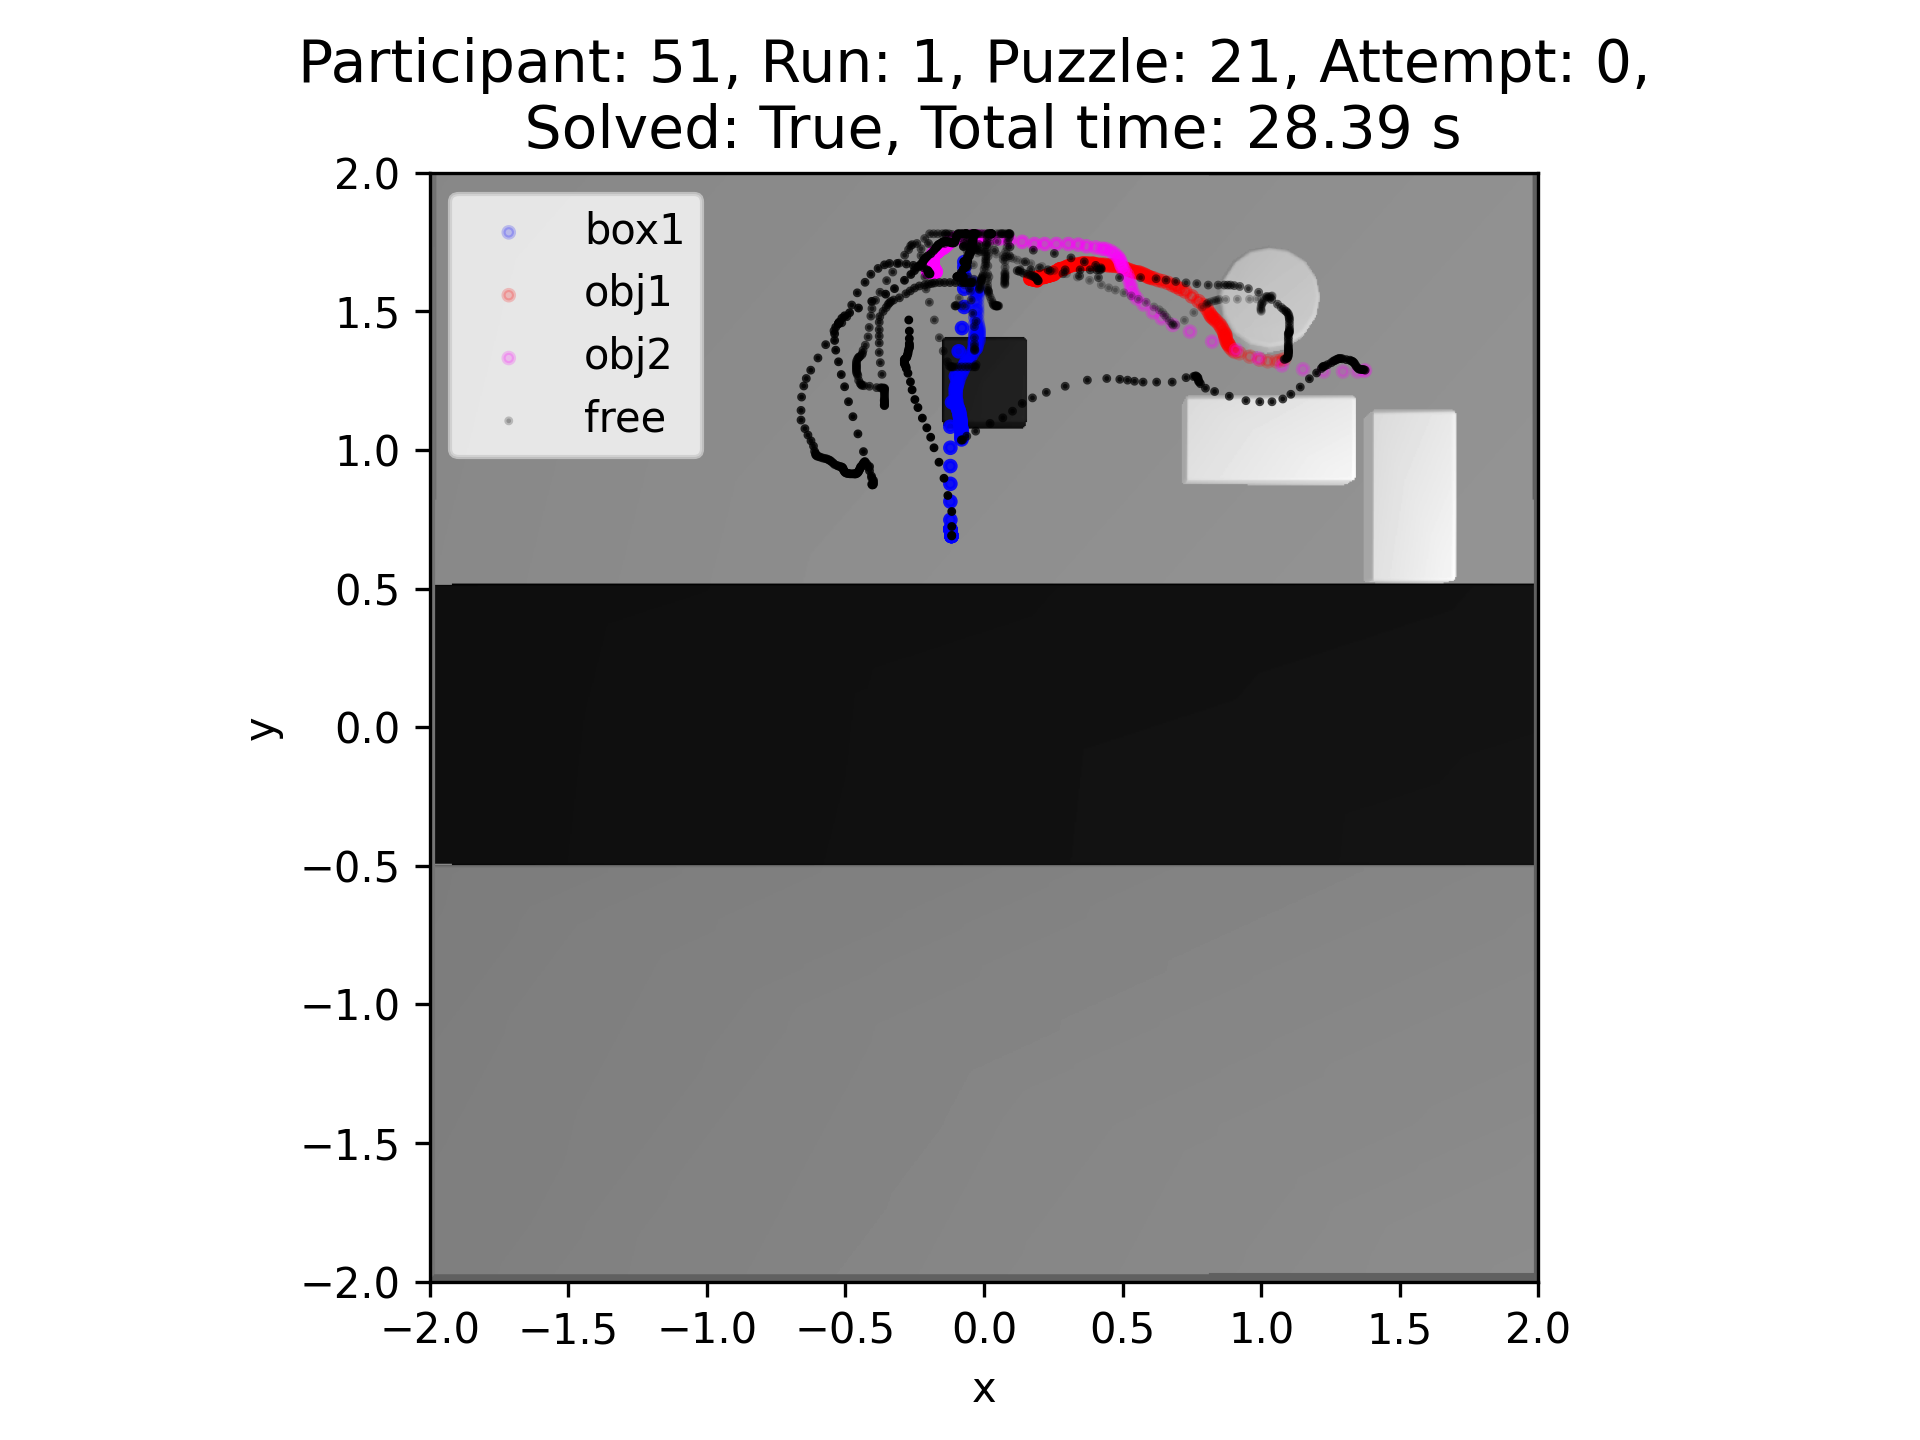 Participant: 51, Run: 1, Puzzle: 21, Attempt: 0,
Solved: True, Total time: 28.39 s
box1
obj1
obj2
free
2.0
1.5
1.0
0.5
0.0
−0.5
−1.0
−1.5
−2.0
y
−2.0 −1.5 −1.0 −0.5 0.0 0.5 1.0 1.5 2.0
x